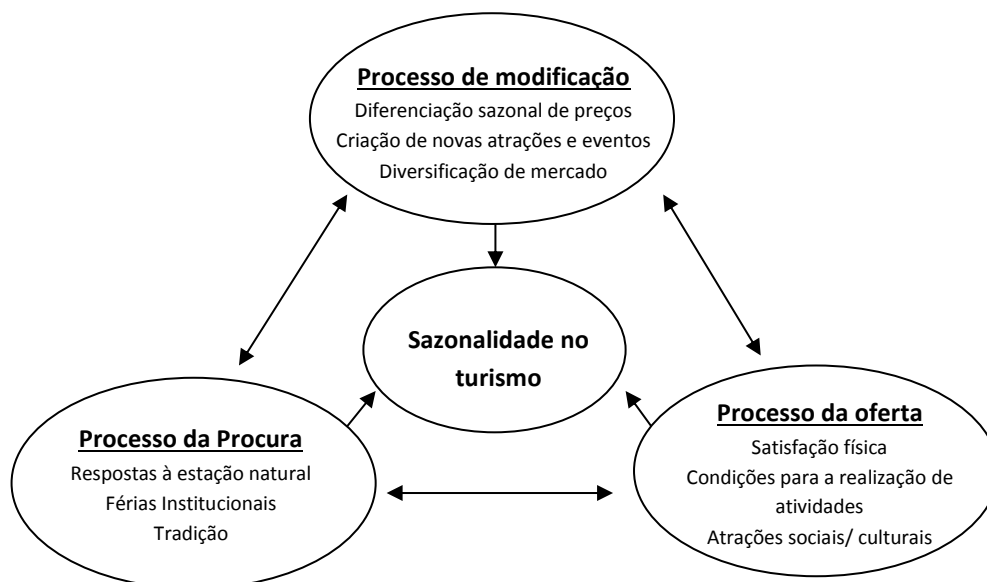 Processo de modificação
Diferenciação sazonal de preços
Criação de novas atrações e eventos
Diversificação de mercado
Sazonalidade no
turismo
Processo da Procura
Respostas à estação natural
Férias Institucionais
Tradição
Processo da oferta
Satisfação física
Condições para a realização de
atividades
Atrações sociais/ culturais